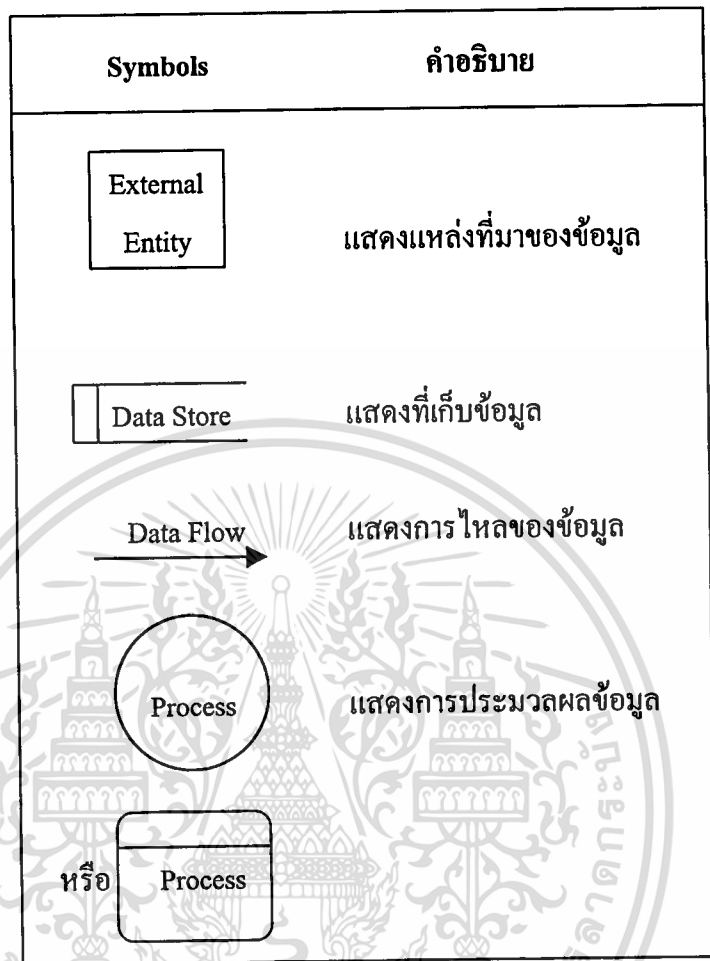 Symbols คำอธิบาย
External
Entity
แสดงแหล่งที่มาของข้อมูล
Data Store แสดงที่เก็บข้อมูล
Data Flow แสดงการไหลของข้อมูล
Process แสดงการประมวลผลข้อมูล
หรือ Process